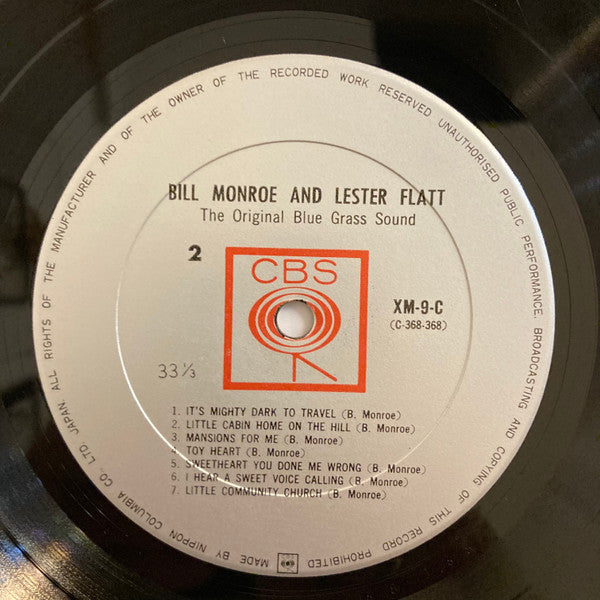 BILL MONROE AND LESTER FLATT
The Original Blue Grass Sound
2
CBS
XM-9-C
(C-368-368)
33⅓
1. IT'S MIGHTY DARK TO TRAVEL (B. Monroe)
2. LITTLE CABIN HOME ON THE HILL (B. Monroe)
3. MANSIONS FOR ME (B. Monroe)
4. TOY HEART (B. Monroe)
5. SWEETHEART YOU DONE ME WRONG (B. Monroe)
6. I HEAR A SWEET VOICE CALLING (B. Monroe)
7. LITTLE COMMUNITY CHURCH (B. Monroe)
MADE BY NIPPON COLUMBIA CO., LTD. JAPAN. ALL RIGHTS OF THE MANUFACTURER AND OF THE OWNER OF THE RECORDED WORK RESERVED UNAUTHORISED PUBLIC PERFORMANCE. BROADCASTING AND COPYING OF THIS RECORD PROHIBITED